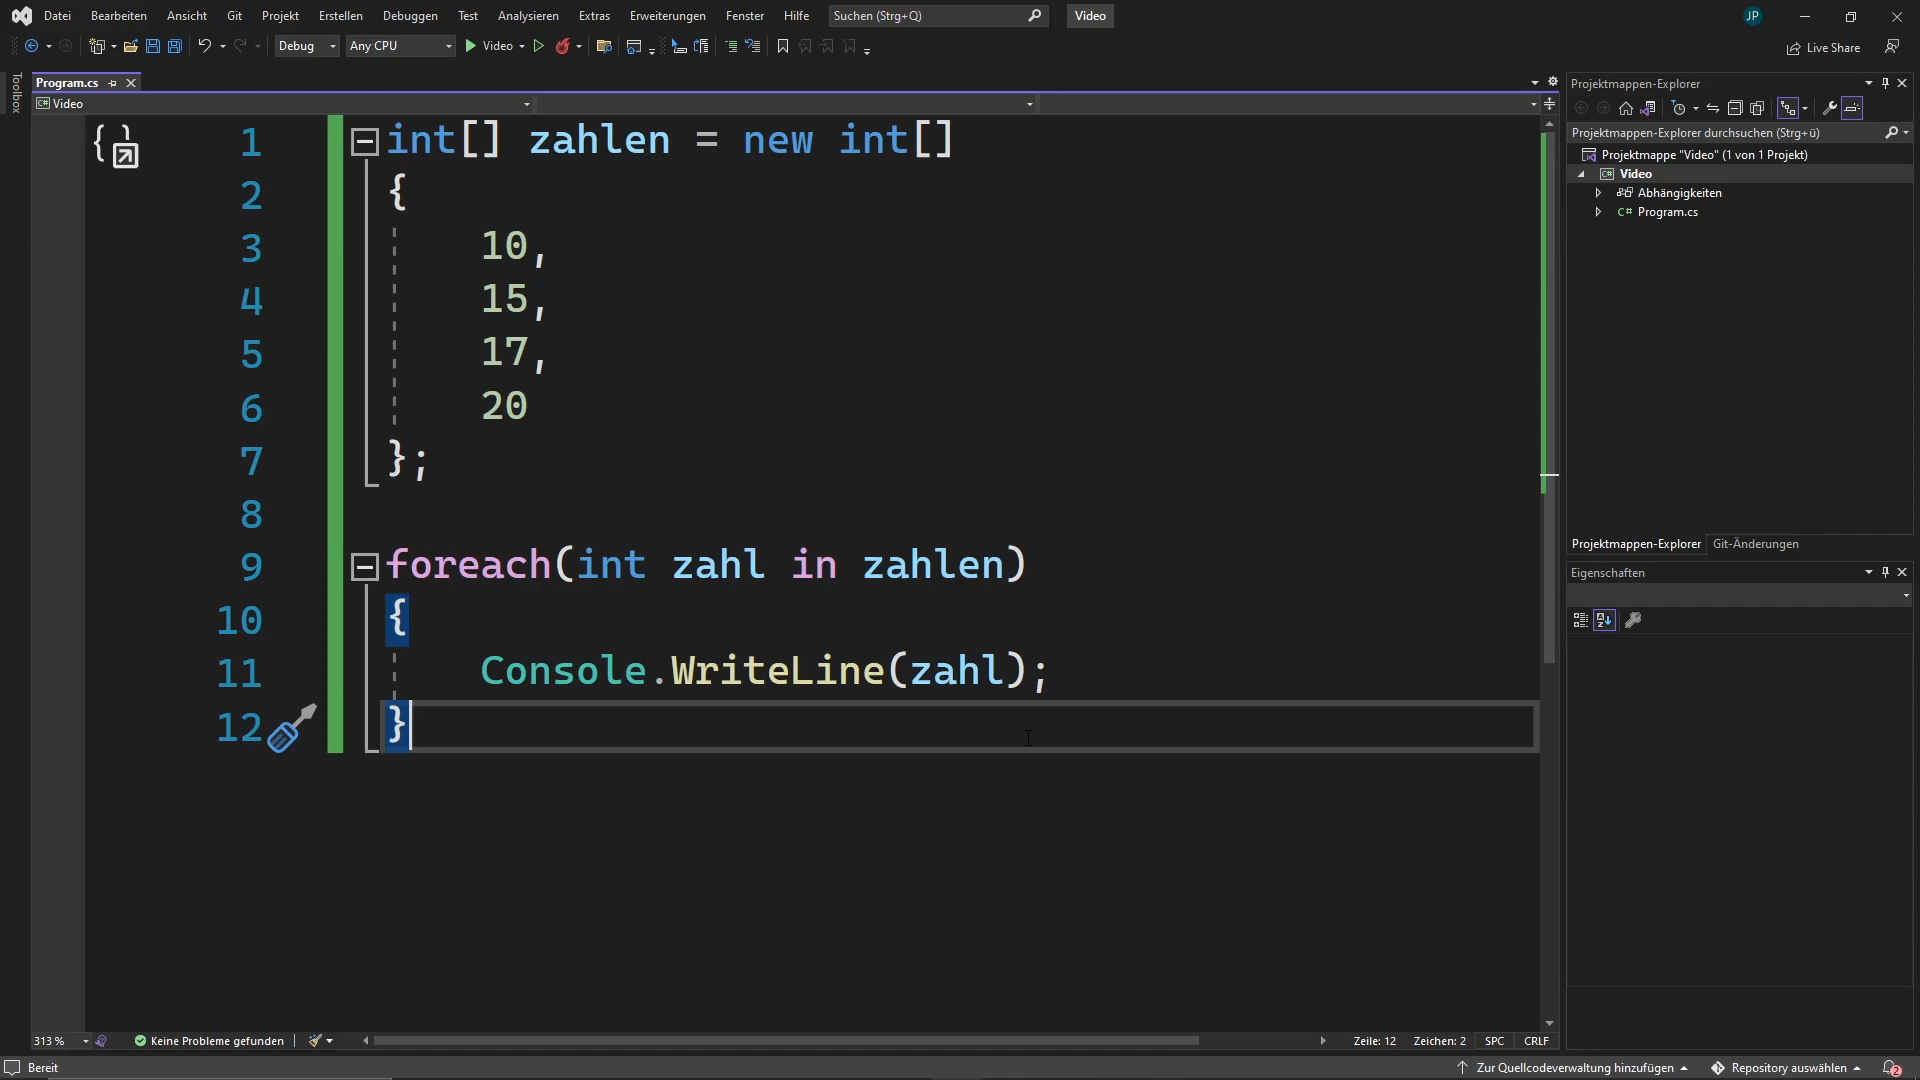 Datei Bearbeiten Ansicht Git Projekt Erstellen Debuggen Test Analysieren Extras Erweiterungen Fenster Hilfe Suchen (Strg+Q) Video JP
Debug Any CPU Video Live Share
Toolbox
Program.cs
C# Video
1 int[] zahlen = new int[]
2 {
3 10,
4 15,
5 17,
6 20
7 };
8
9 foreach(int zahl in zahlen)
10 {
11 Console.WriteLine(zahl);
12 }
Projektmappen-Explorer
Projektmappen-Explorer durchsuchen (Strg+ü)
Projektmappe "Video" (1 von 1 Projekt)
C# Video
Abhängigkeiten
C# Program.cs
Projektmappen-Explorer Git-Änderungen
Eigenschaften
313 % Keine Probleme gefunden Zeile: 12 Zeichen: 2 SPC CRLF
Bereit Zur Quellcodeverwaltung hinzufügen Repository auswählen 2